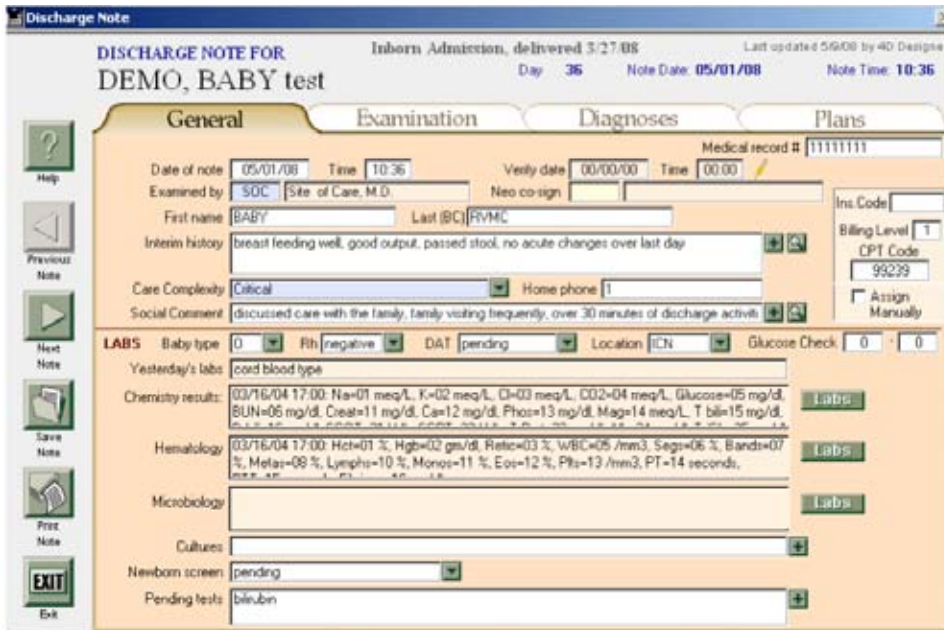 Discharge Note
DISCHARGE NOTE FOR
Inborn Admission, delivered 3/27/08
Last updated 5/9/08 by 4D Designe
DEMO, BABY test
Day 36 Note Date: 05/01/08 Note Time: 10:36
General Examination Diagnoses Plans
Medical record # 11111111
Date of note 05/01/08 Time 10:36 Verify date 00/00/00 Time 00:00
Examined by SOC Site of Care, M.D. Neo co-sign
Ins.Code
First name BABY Last (BC) RVMC
Billing Level 1
Interim history breast feeding well, good output, passed stool, no acute changes over last day
CPT Code
99239
Care Complexity Critical Home phone 1
Assign
Manually
Social Comment discussed care with the family, family visiting frequently, over 30 minutes of discharge activiti
LABS Baby type O Rh negative DAT pending Location ICN Glucose Check 0 - 0
Yesterday's labs cord blood type
Chemistry results: 03/16/04 17:00: Na=01 meq/L, K=02 meq/L, Cl=03 meq/L, CO2=04 meq/L, Glucose=05 mg/dl,
BUN=06 mg/dl, Creat=11 mg/dl, Ca=12 mg/dl, Phos=13 mg/dl, Mag=14 meq/L, T bili=15 mg/dl,
Labs
Hematology 03/16/04 17:00: Hct=01 %, Hgb=02 gm/dl, Retic=03 %, WBC=05 /mm3, Segs=06 %, Bands=07
%, Metas=08 %, Lymphs=10 %, Monos=11 %, Eos=12 %, Plts=13 /mm3, PT=14 seconds,
Labs
Microbiology
Labs
Cultures
Newborn screen pending
Pending tests bilirubin
Help
Previous
Note
Next
Note
Save
Note
Print
Note
EXIT
Exit